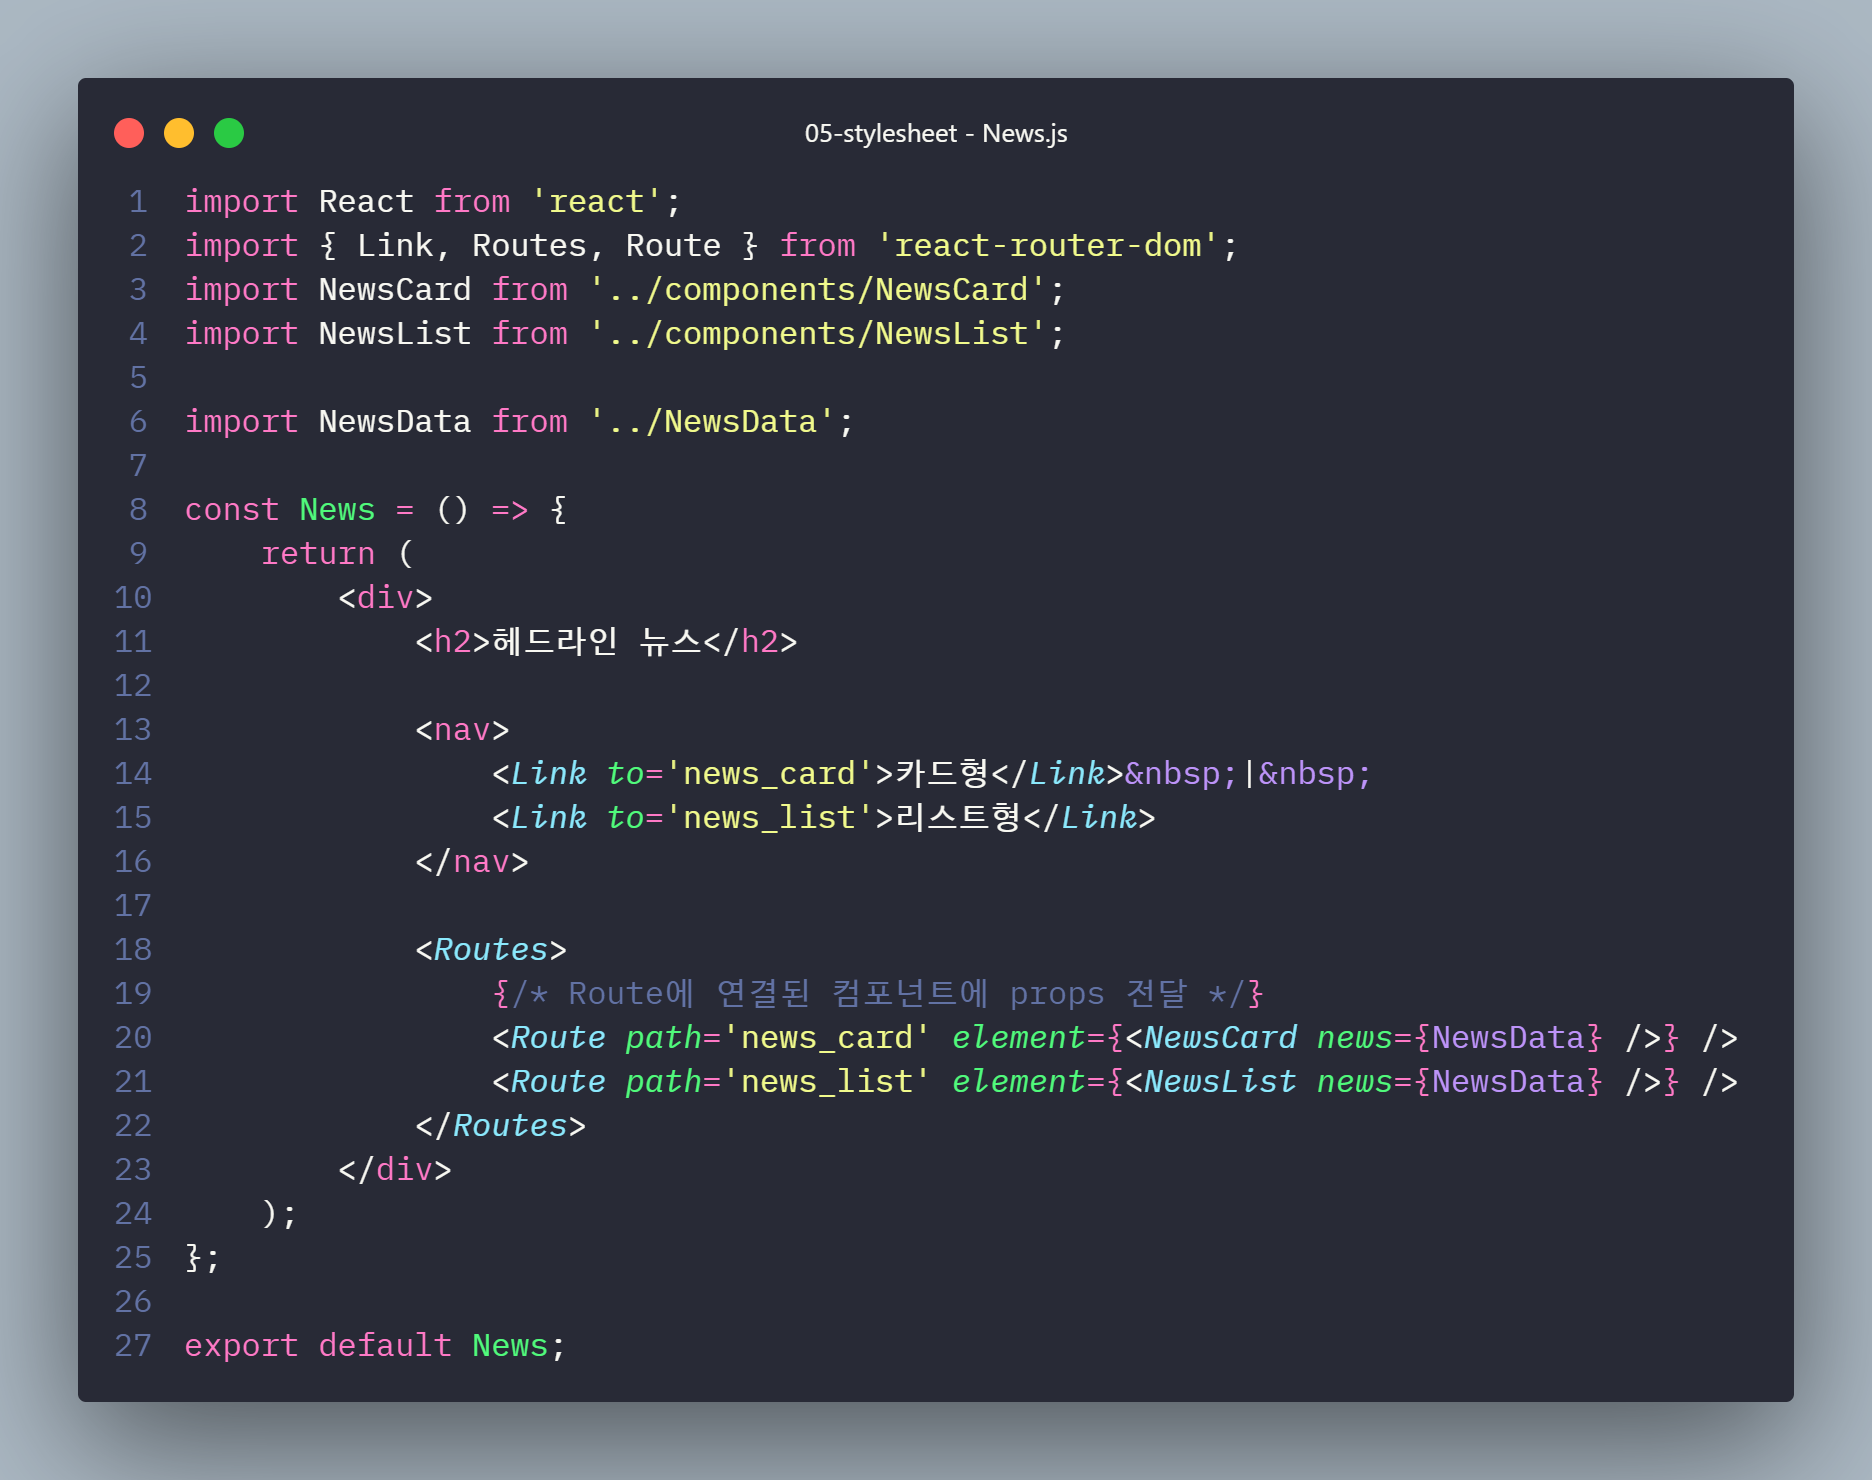 05-stylesheet - News.js
1 import React from 'react';
2 import { Link, Routes, Route } from 'react-router-dom';
3 import NewsCard from '../components/NewsCard';
4 import NewsList from '../components/NewsList';
5
6 import NewsData from '../NewsData';
7
8 const News = () => {
9     return (
10         <div>
11             <h2>헤드라인 뉴스</h2>
12
13             <nav>
14                 <Link to='news_card'>카드형</Link>&nbsp;|&nbsp;
15                 <Link to='news_list'>리스트형</Link>
16             </nav>
17
18             <Routes>
19                 {/* Route에 연결된 컴포넌트에 props 전달 */}
20                 <Route path='news_card' element={<NewsCard news={NewsData} />} />
21                 <Route path='news_list' element={<NewsList news={NewsData} />} />
22             </Routes>
23         </div>
24     );
25 };
26
27 export default News;